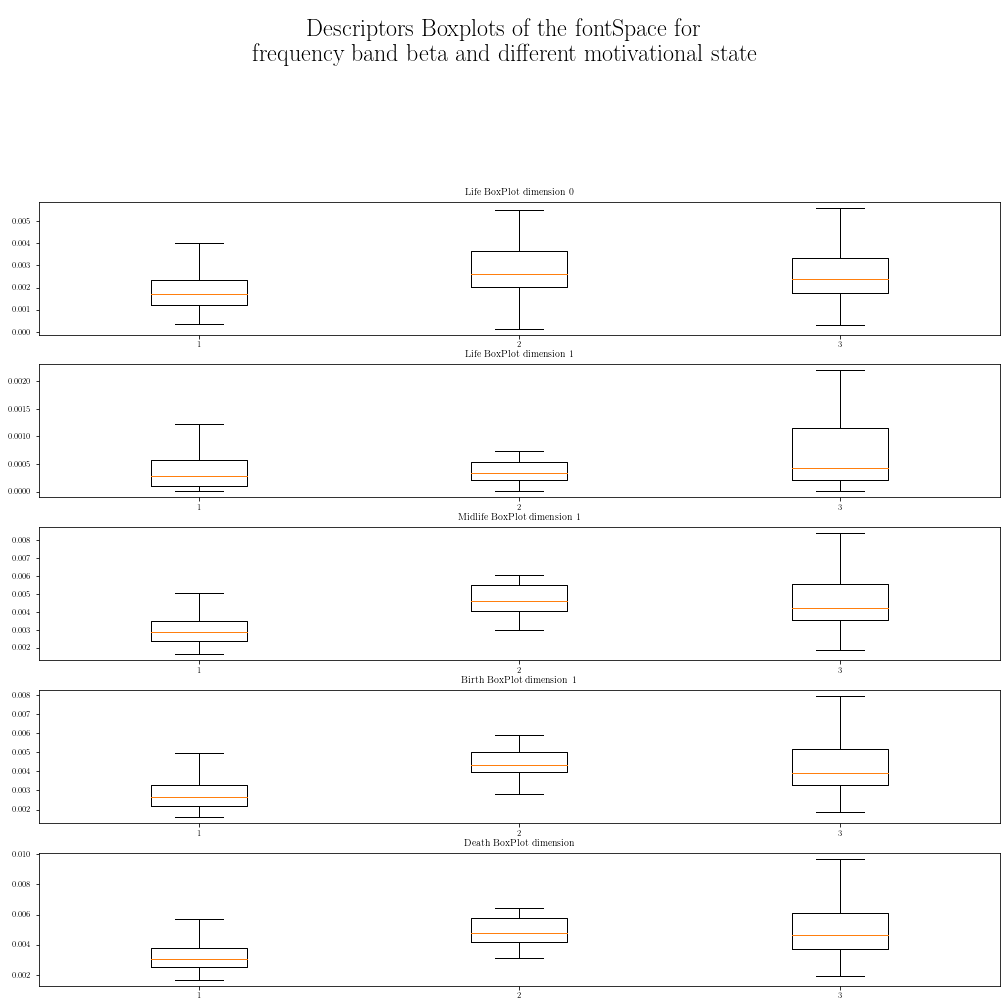 Descriptors Boxplots of the fontSpace for
frequency band beta and different motivational state
Life BoxPlot dimension 0
0.005
0.004
0.003
0.002
0.001
0.000
1 2 3
Life BoxPlot dimension 1
0.0020
0.0015
0.0010
0.0005
0.0000
1 2 3
Midlife BoxPlot dimension 1
0.008
0.007
0.006
0.005
0.004
0.003
0.002
1 2 3
Birth BoxPlot dimension 1
0.008
0.007
0.006
0.005
0.004
0.003
0.002
1 2 3
Death BoxPlot dimension
0.010
0.008
0.006
0.004
0.002
1 2 3